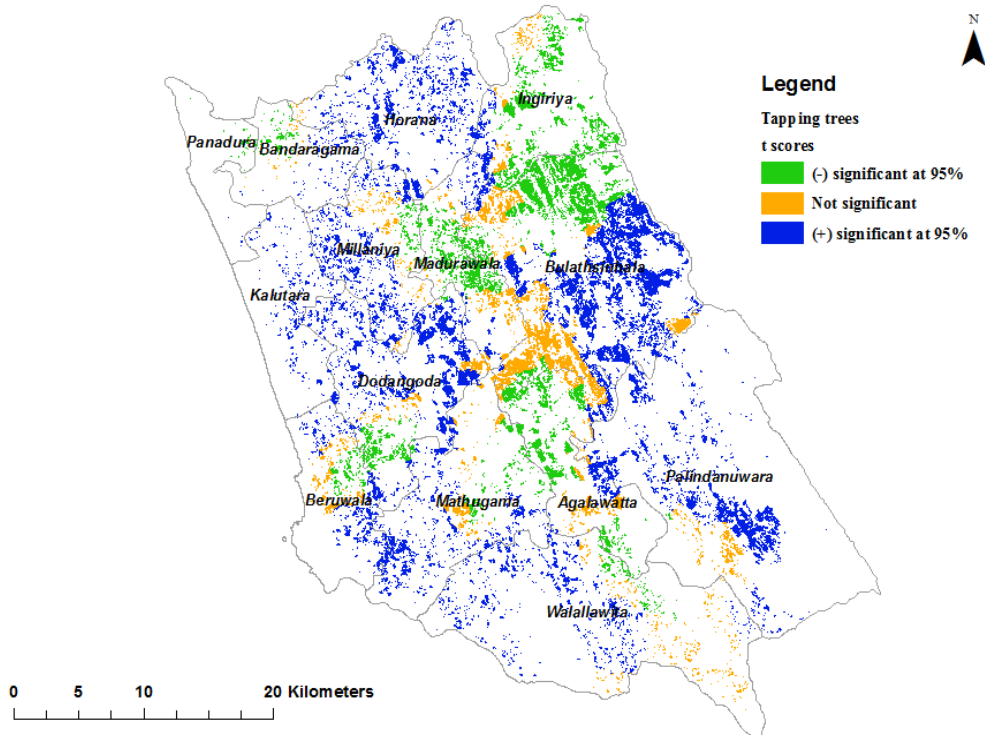 N
Legend
Tapping trees
t scores
(-) significant at 95%
Not significant
(+) significant at 95%
Ingiriya
Horana
Panadura
Bandaragama
Millaniya
Madurawala
Bulathsinhala
Kalutara
Dodangoda
Palindanuwara
Beruwala
Mathugama
Agalawatta
Walallawita
0 5 10 20 Kilometers